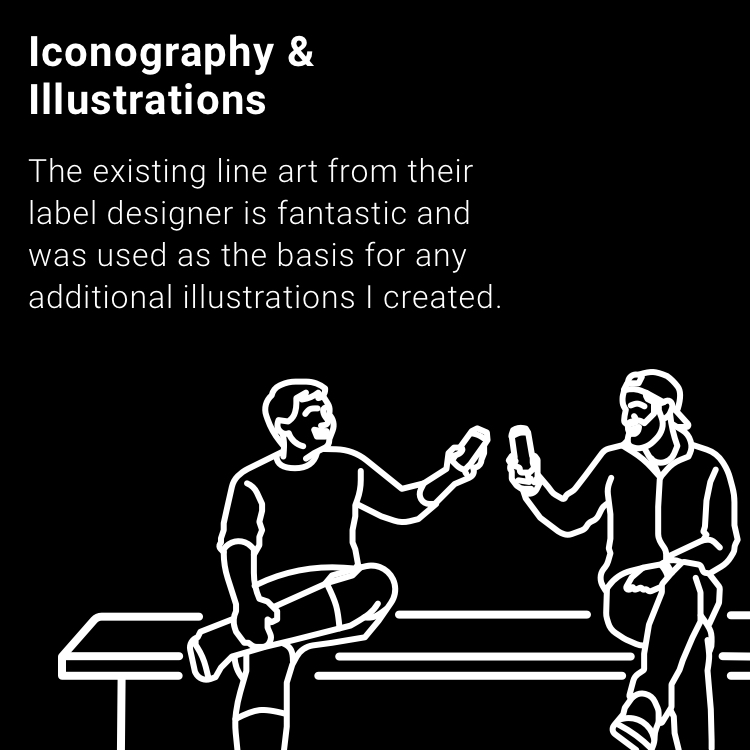 Iconography &
Illustrations
The existing line art from their
label designer is fantastic and
was used as the basis for any
additional illustrations I created.